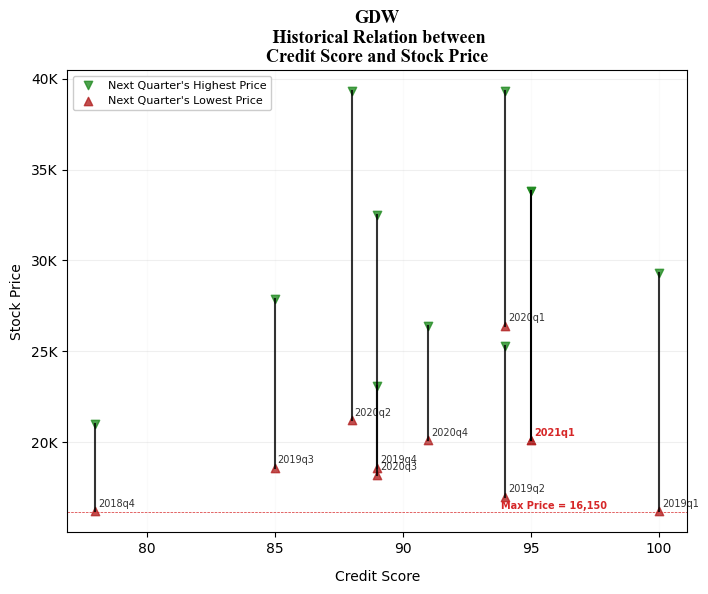 GDW
Historical Relation between
Credit Score and Stock Price
Next Quarter's Highest Price
Next Quarter's Lowest Price
40K
35K
30K
25K
20K
Stock Price
2020q1
2020q2
2021q1
2020q4
2019q3
2019q4
2020q3
2019q2
Max Price = 16,150
2018q4
2019q1
80
85
90
95
100
Credit Score